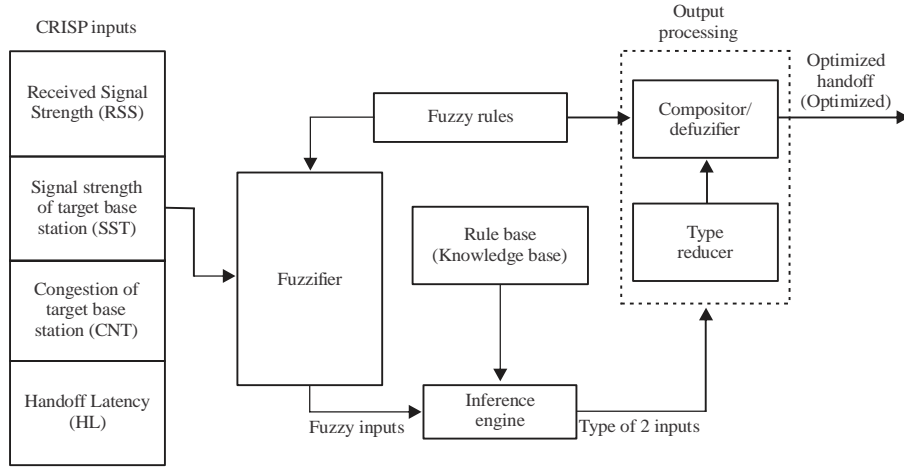 CRISP inputs
Received Signal
Strength (RSS)
Signal strength
of target base
station (SST)
Congestion of
target base
station (CNT)
Handoff Latency
(HL)
Fuzzifier
Fuzzy rules
Rule base
(Knowledge base)
Fuzzy inputs
Inference
engine
Type of 2 inputs
Output
processing
Compositor/
defuzifier
Type
reducer
Optimized
handoff
(Optimized)